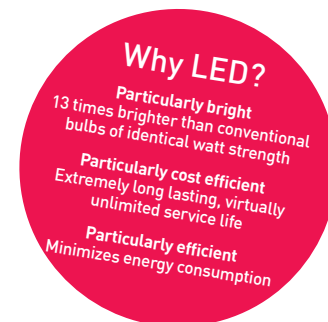 Why LED?
Particularly bright
13 times brighter than conventional
bulbs of identical watt strength
Particularly cost efficient
Extremely long lasting, virtually
unlimited service life
Particularly efficient
Minimizes energy consumption